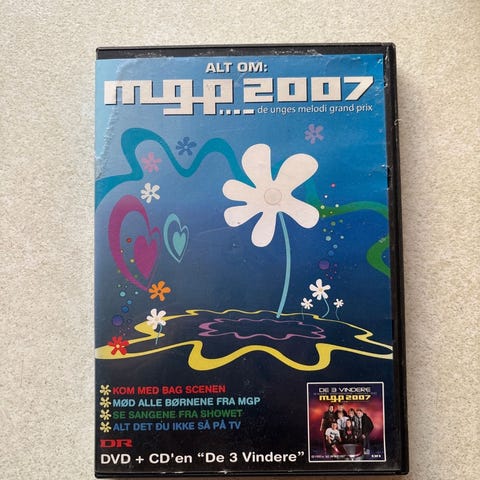 ALT OM:
mgp 2007
de unges melodi grand prix
KOM MED BAG SCENEN
MØD ALLE BØRNENE FRA MGP
SE SANGENE FRA SHOWET
ALT DET DU IKKE SÅ PÅ TV
DR
DVD + CD'en "De 3 Vindere"
DE 3 VINDERE
mgp 2007